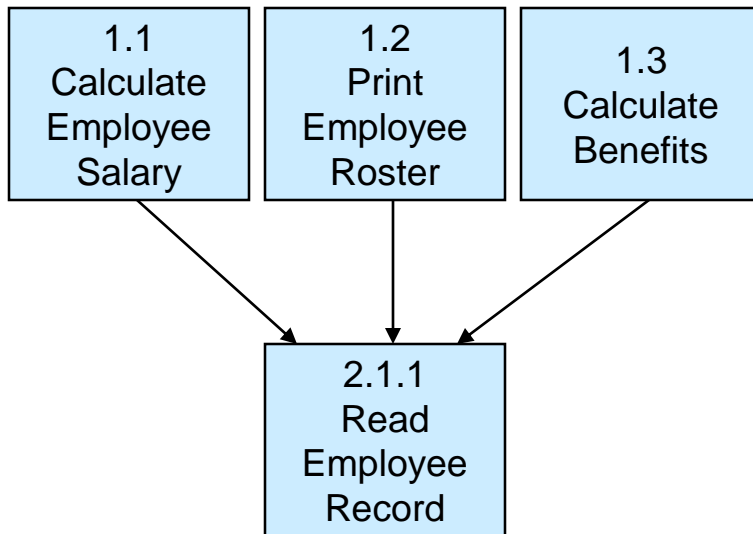 1.1
Calculate
Employee
Salary
1.2
Print
Employee
Roster
1.3
Calculate
Benefits
2.1.1
Read
Employee
Record